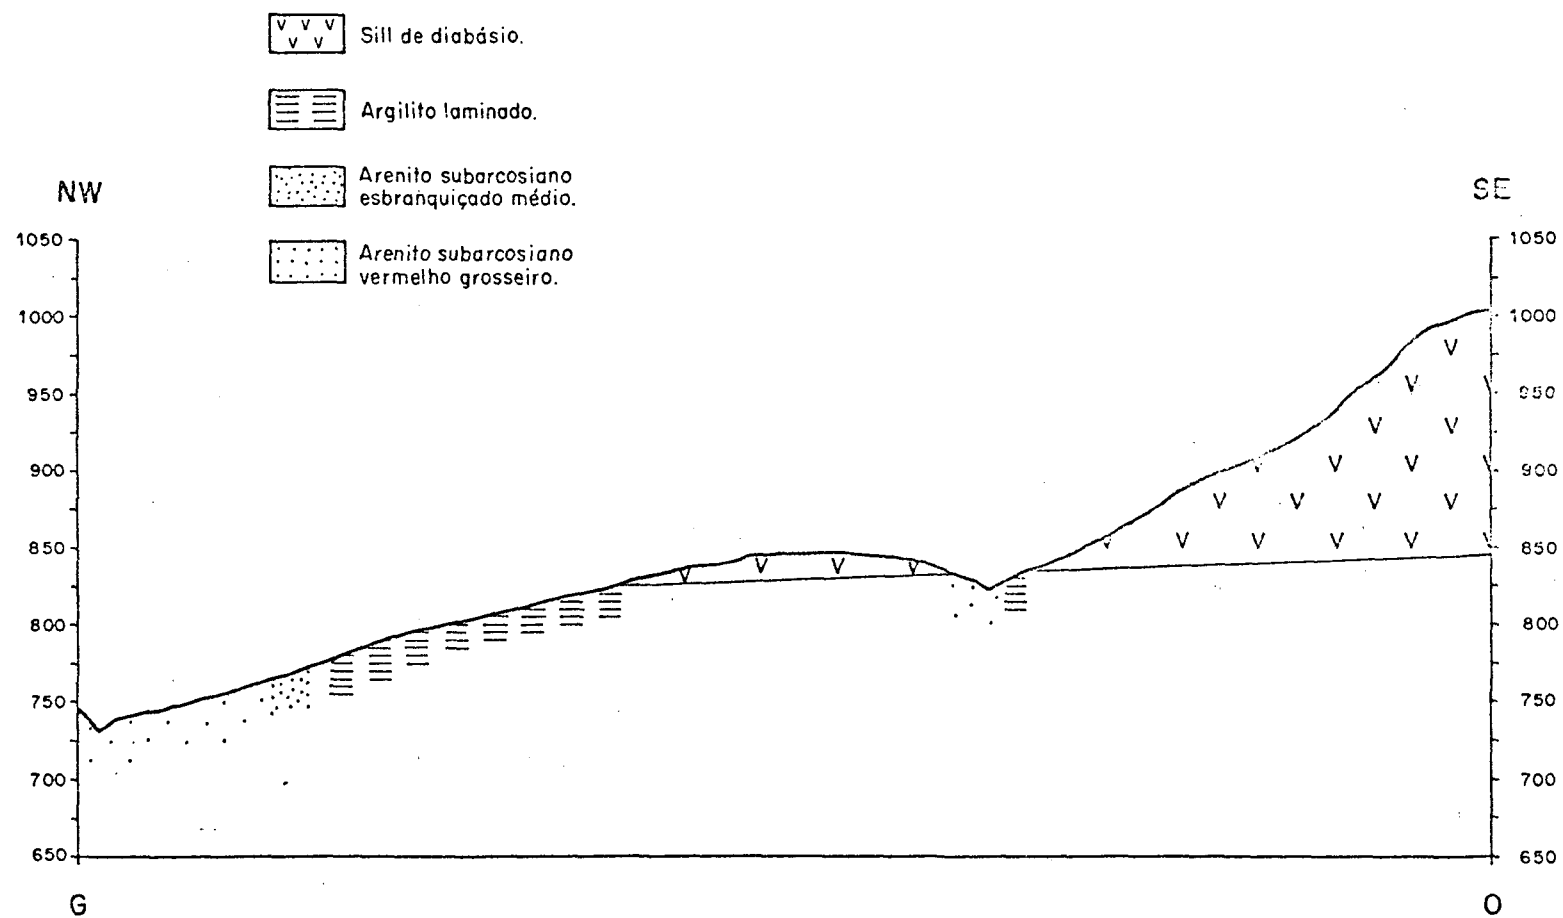 Sill de diabásio.
Argilito laminado.
Arenito subarcosiano
esbranquiçado médio.
Arenito subarcosiano
vermelho grosseiro.
NW
SE
1050
1000
950
900
850
800
750
700
650
1050
1000
950
900
850
800
750
700
650
G
O